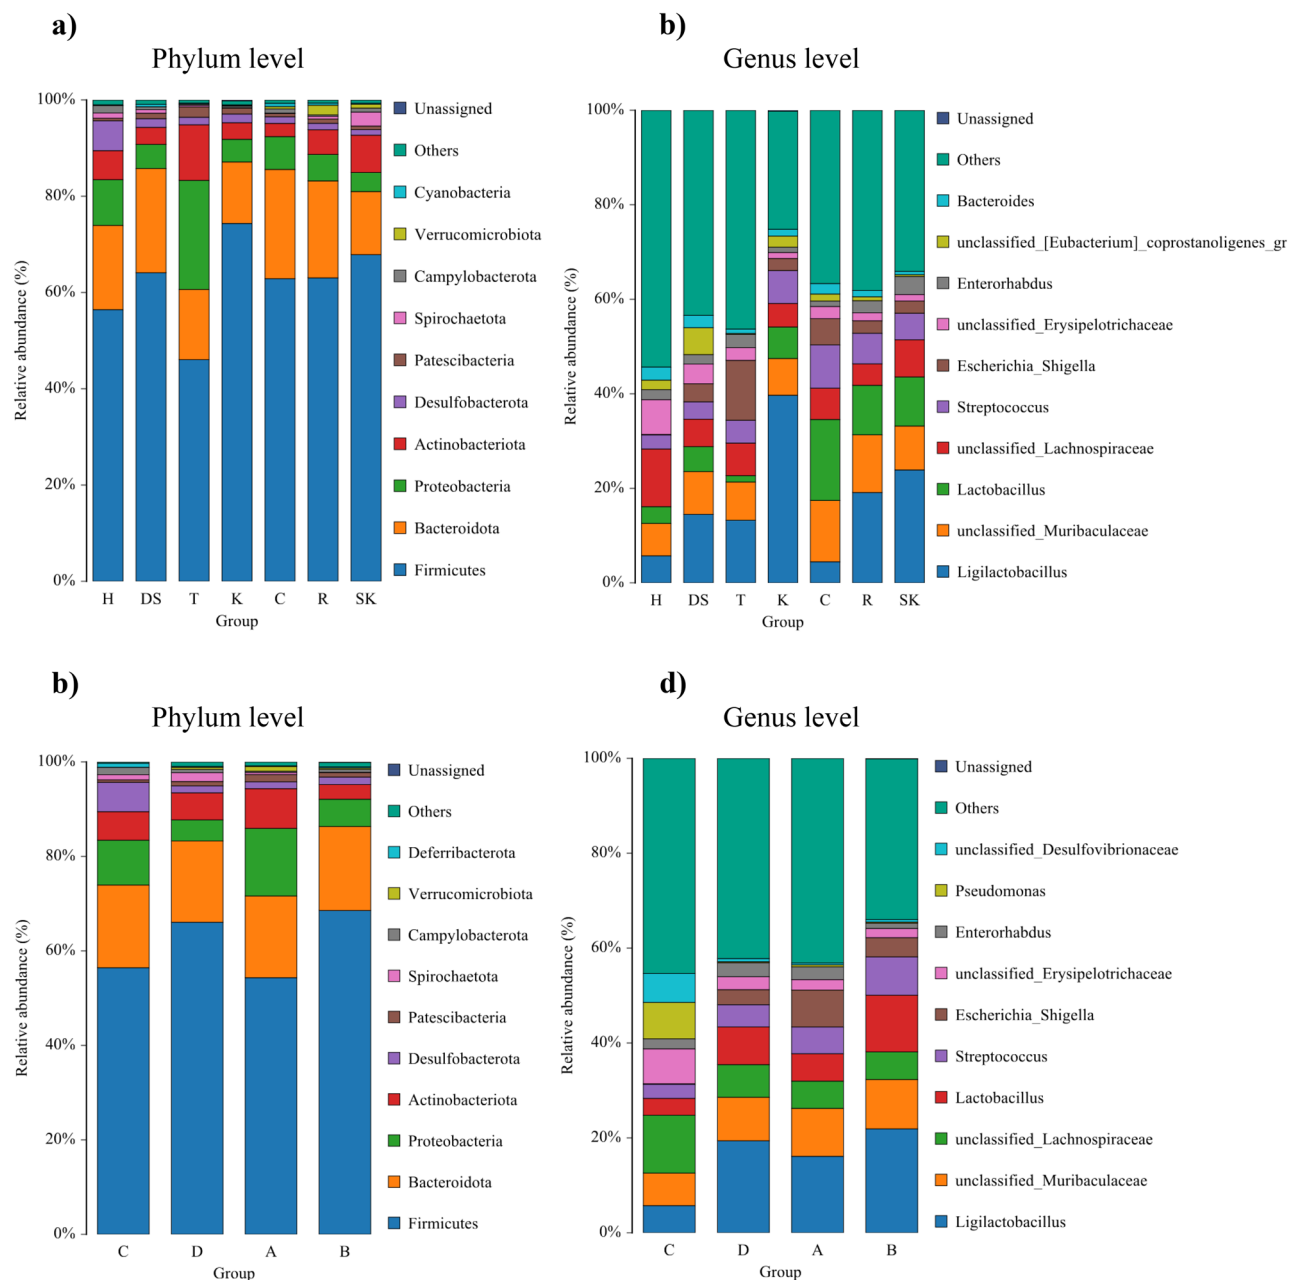 a)
Phylum level
100%
80%
60%
40%
20%
0%
Relative abundance (%)
H DS T K C R SK
Group
Unassigned
Others
Cyanobacteria
Verrucomicrobiota
Campylobacterota
Spirochaetota
Patescibacteria
Desulfobacterota
Actinobacteriota
Proteobacteria
Bacteroidota
Firmicutes
b)
Genus level
100%
80%
60%
40%
20%
0%
Relative abundance (%)
H DS T K C R SK
Group
Unassigned
Others
Bacteroides
unclassified_[Eubacterium]_coprostanoligenes_gr
Enterorhabdus
unclassified_Erysipelotrichaceae
Escherichia_Shigella
Streptococcus
unclassified_Lachnospiraceae
Lactobacillus
unclassified_Muribaculaceae
Ligilactobacillus
b)
Phylum level
100%
80%
60%
40%
20%
0%
Relative abundance (%)
C D A B
Group
Unassigned
Others
Deferribacterota
Verrucomicrobiota
Campylobacterota
Spirochaetota
Patescibacteria
Desulfobacterota
Actinobacteriota
Proteobacteria
Bacteroidota
Firmicutes
d)
Genus level
100%
80%
60%
40%
20%
0%
Relative abundance (%)
C D A B
Group
Unassigned
Others
unclassified_Desulfovibrionaceae
Pseudomonas
Enterorhabdus
unclassified_Erysipelotrichaceae
Escherichia_Shigella
Streptococcus
Lactobacillus
unclassified_Lachnospiraceae
unclassified_Muribaculaceae
Ligilactobacillus